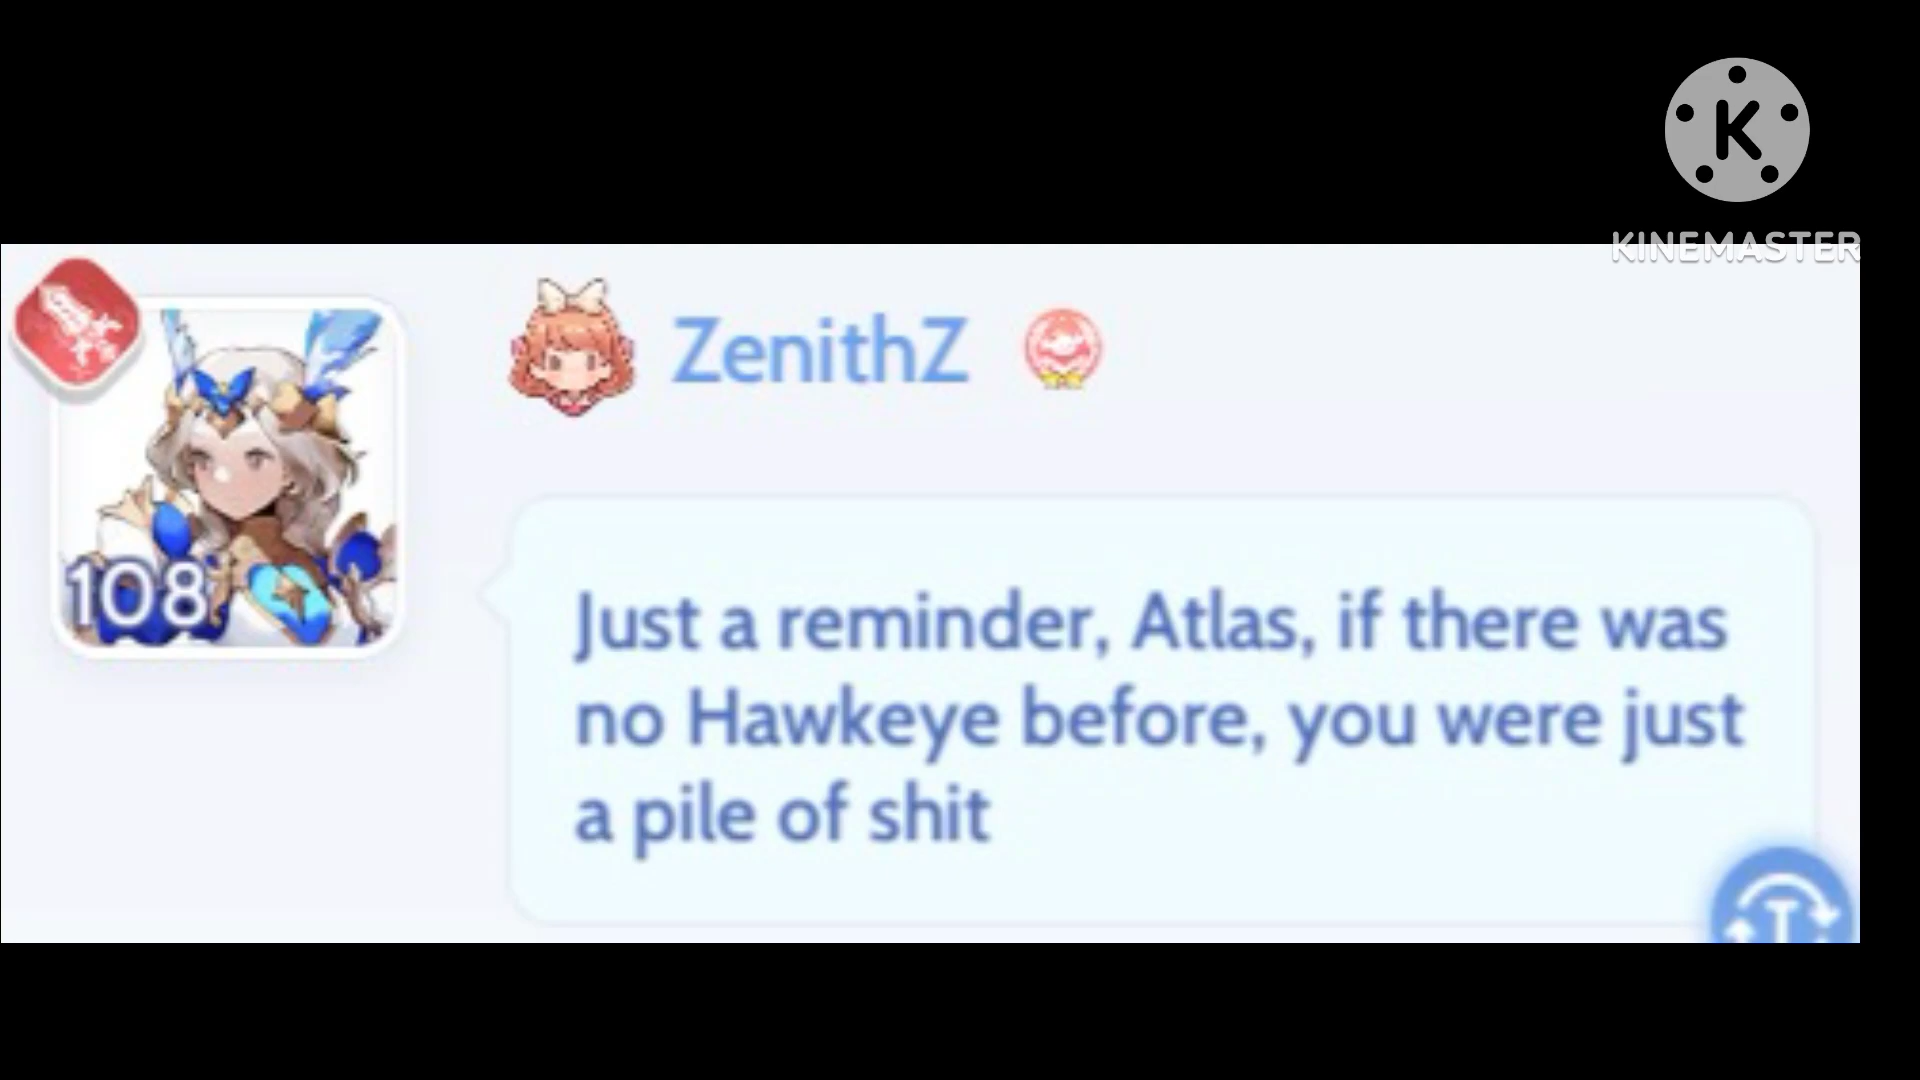 K
KINEMASTER
ZenithZ
108
Just a reminder, Atlas, if there was
no Hawkeye before, you were just
a pile of shit
T